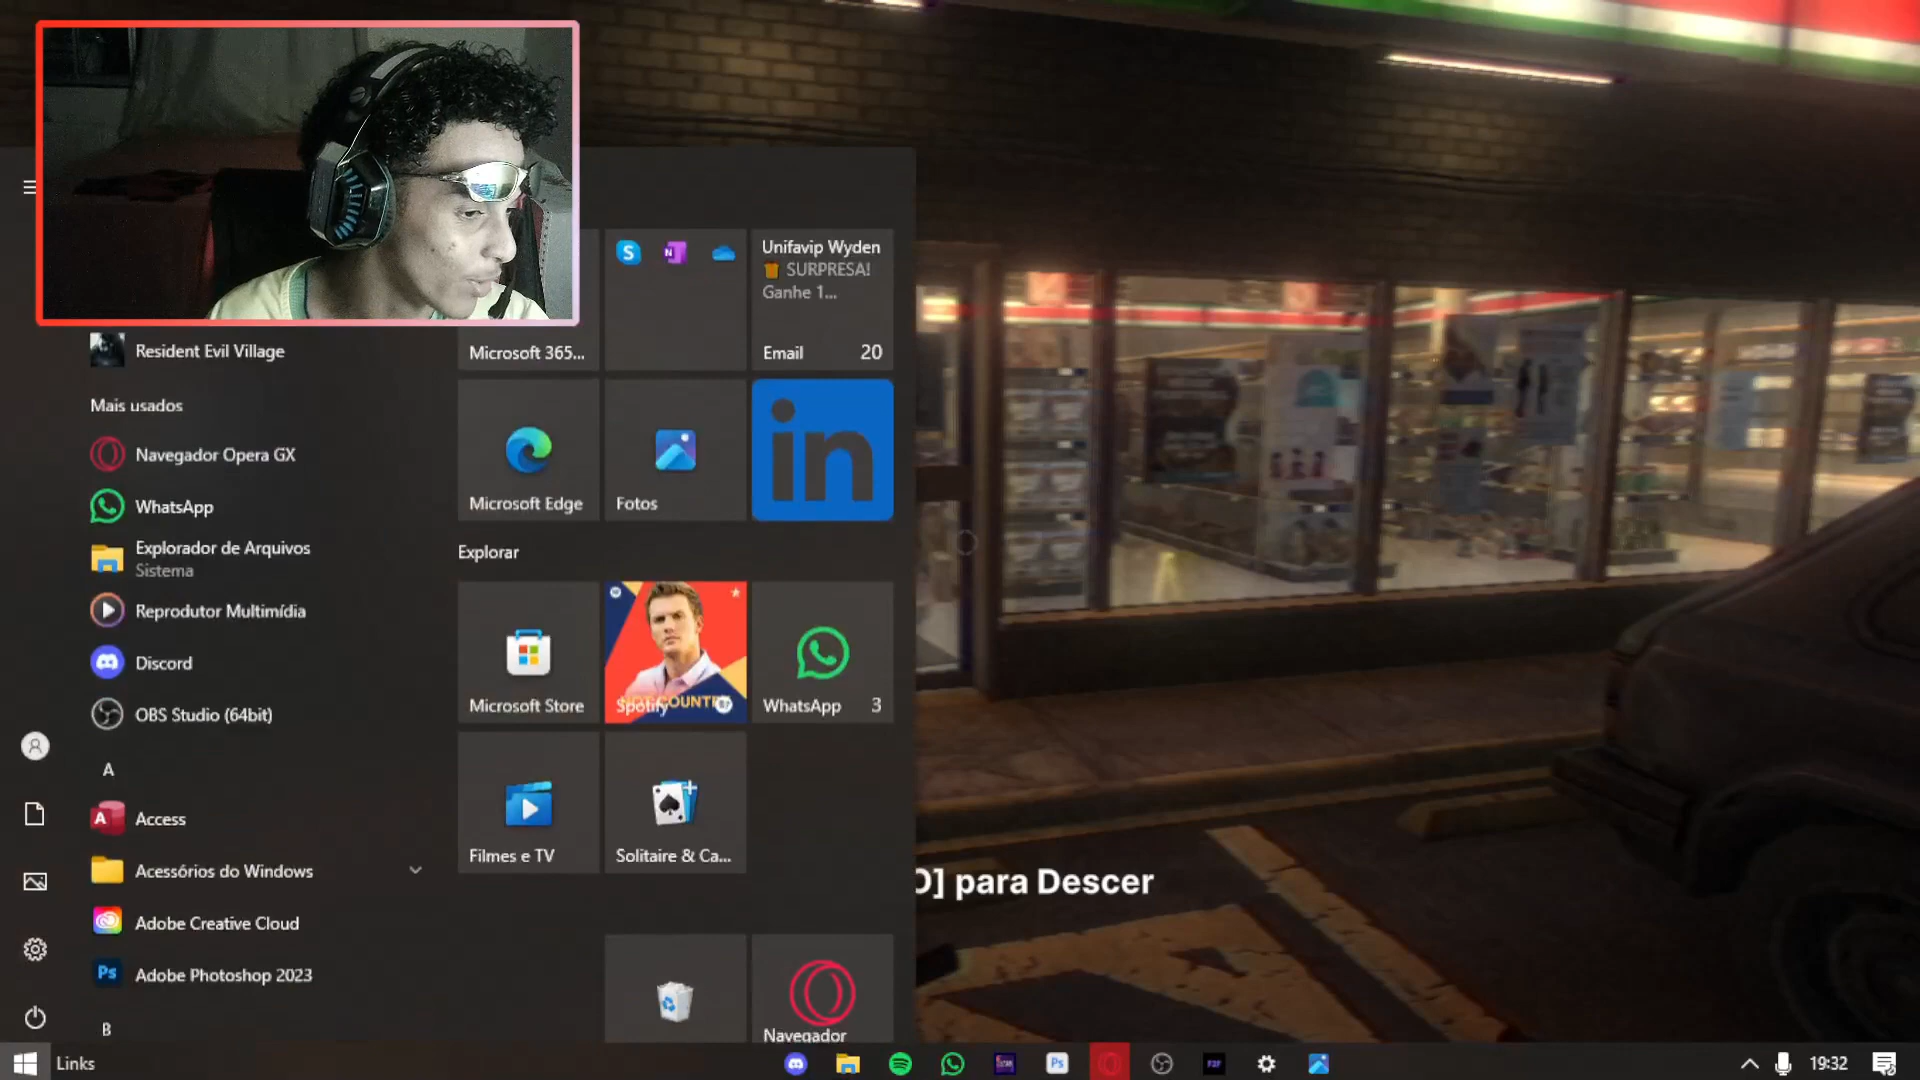 Unifavip Wyden
SURPRESA!
Ganhe 1...
Email 20
Microsoft 365...
Resident Evil Village
Mais usados
Navegador Opera GX
WhatsApp
Explorador de Arquivos
Sistema
Reprodutor Multimídia
Discord
OBS Studio (64bit)
A
Access
Acessórios do Windows
Adobe Creative Cloud
Adobe Photoshop 2023
B
Microsoft Edge
Fotos
in
Explorar
Microsoft Store
Spotify
WhatsApp 3
Filmes e TV
Solitaire & Ca...
Navegador
] para Descer
Links
19:32